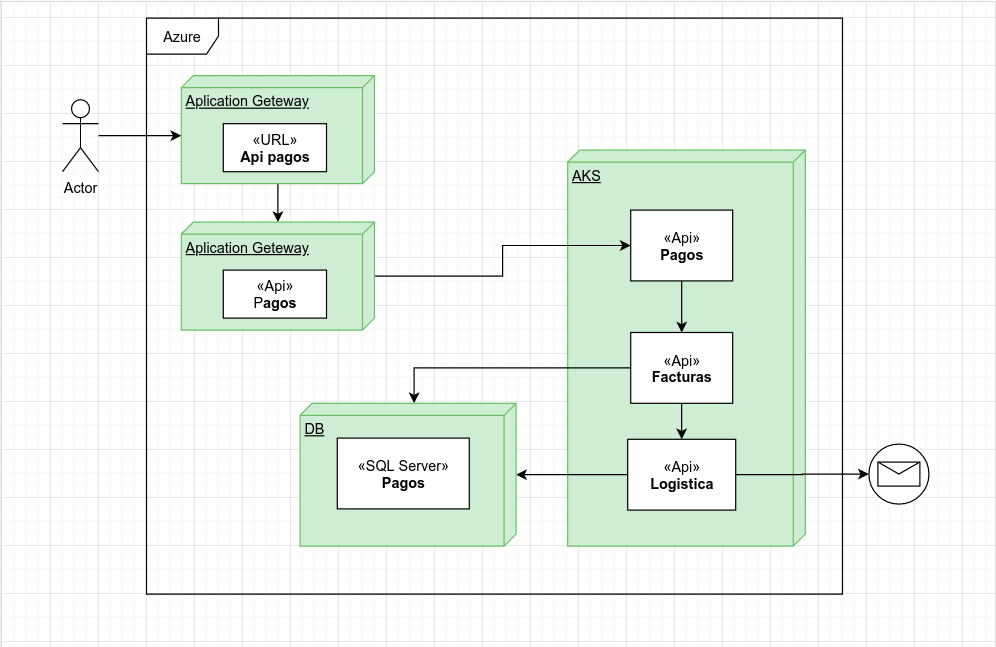 Azure
Aplication Geteway
«URL»
Api pagos
Actor
Aplication Geteway
«Api»
Pagos
AKS
«Api»
Pagos
«Api»
Facturas
DB
«SQL Server»
Pagos
«Api»
Logistica